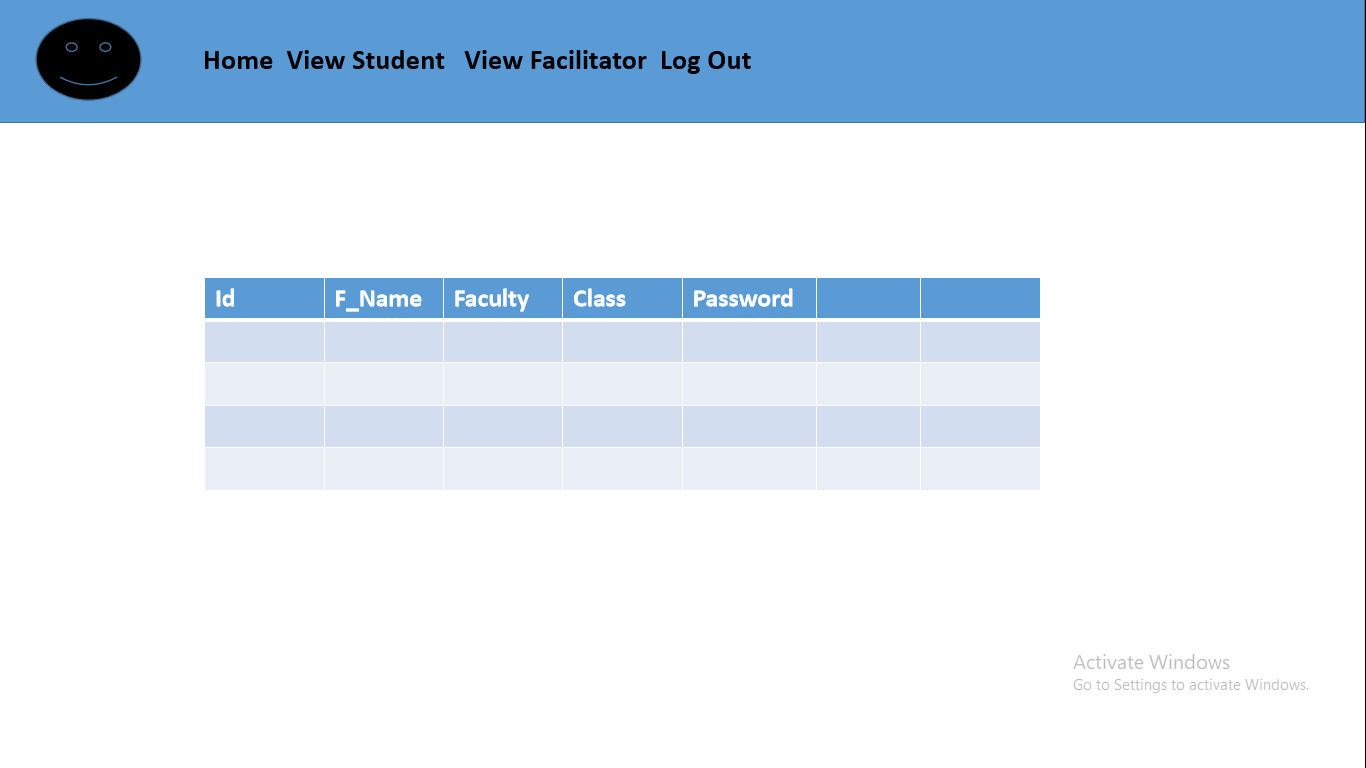 Home View Student View Facilitator Log Out
Id F_Name Faculty Class Password
Activate Windows
Go to Settings to activate Windows.